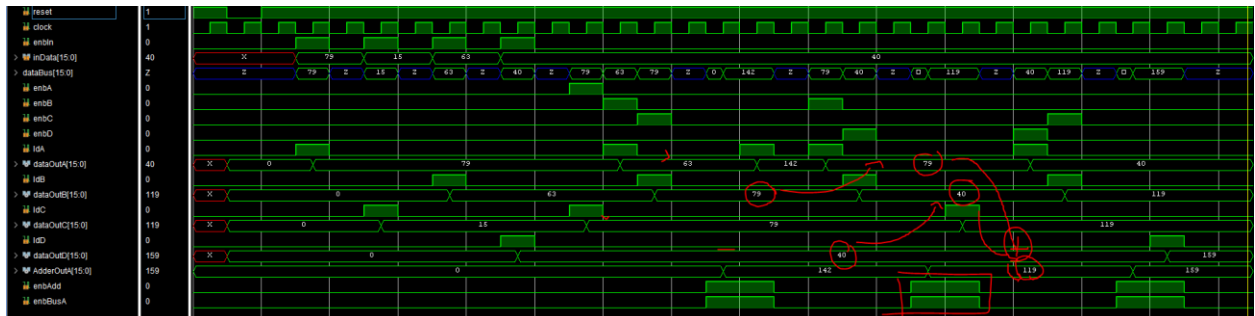 reset 1
clock 1
enbIn 0
inData[15:0] 40 X 79 15 63 40
dataBus[15:0] Z z 79 z 15 z 63 z 40 z 79 63 79 z 0 142 z 79 40 z 119 z 40 119 z 159 z
enbA 0
enbB 0
enbC 0
enbD 0
ldA 0
dataOutA[15:0] 40 X 0 79 63 142 79 40
ldB 0
dataOutB[15:0] 119 X 0 63 79 40 119
ldC 0
dataOutC[15:0] 119 X 0 15 79 119
ldD 0
dataOutD[15:0] 159 X 0 40 159
AdderOutA[15:0] 159 0 142 119 159
enbAdd 0
enbBusA 0